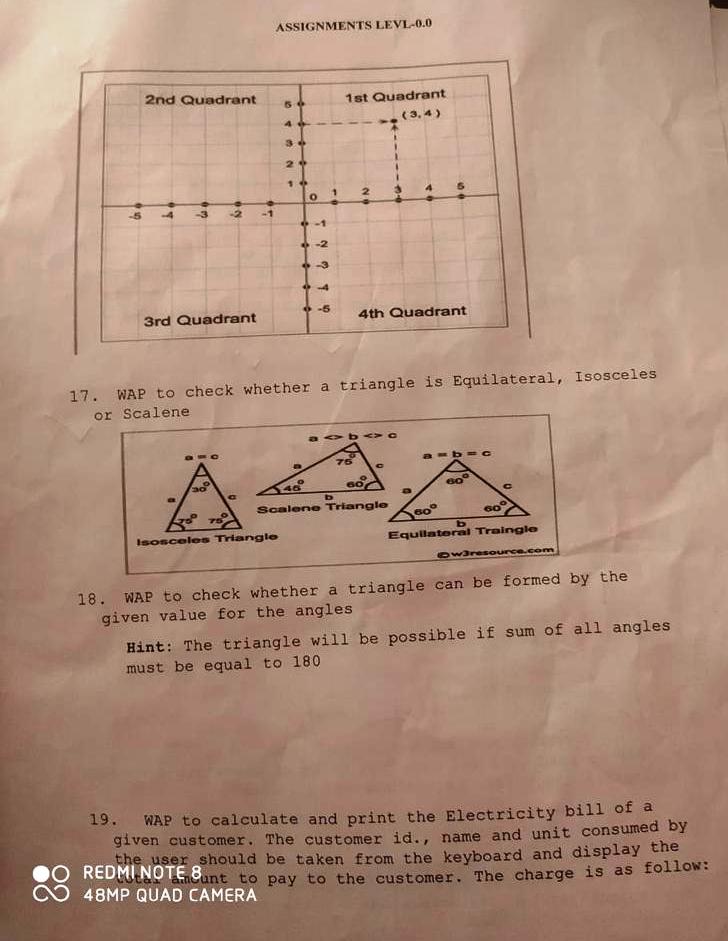 ASSIGNMENTS LEVL-0.0
2nd Quadrant 1st Quadrant
5
4 (3,4)
3
2
1
0 1 2 3 4 5
-5 -4 -3 -2 -1
-1
-2
-3
-4
-5
3rd Quadrant 4th Quadrant
17. WAP to check whether a triangle is Equilateral, Isosceles
or Scalene
a = c
a <> b <> c
a = b = c
30°
a c
75° 75°
Isosceles Triangle
75°
a c
45° 60°
b
Scalene Triangle
60°
a c
60° 60°
b
Equilateral Traingle
©w3resource.com
18. WAP to check whether a triangle can be formed by the
given value for the angles
Hint: The triangle will be possible if sum of all angles
must be equal to 180
19. WAP to calculate and print the Electricity bill of a
given customer. The customer id., name and unit consumed by
the user should be taken from the keyboard and display the
total amount to pay to the customer. The charge is as follow:
REDMI NOTE 8
48MP QUAD CAMERA